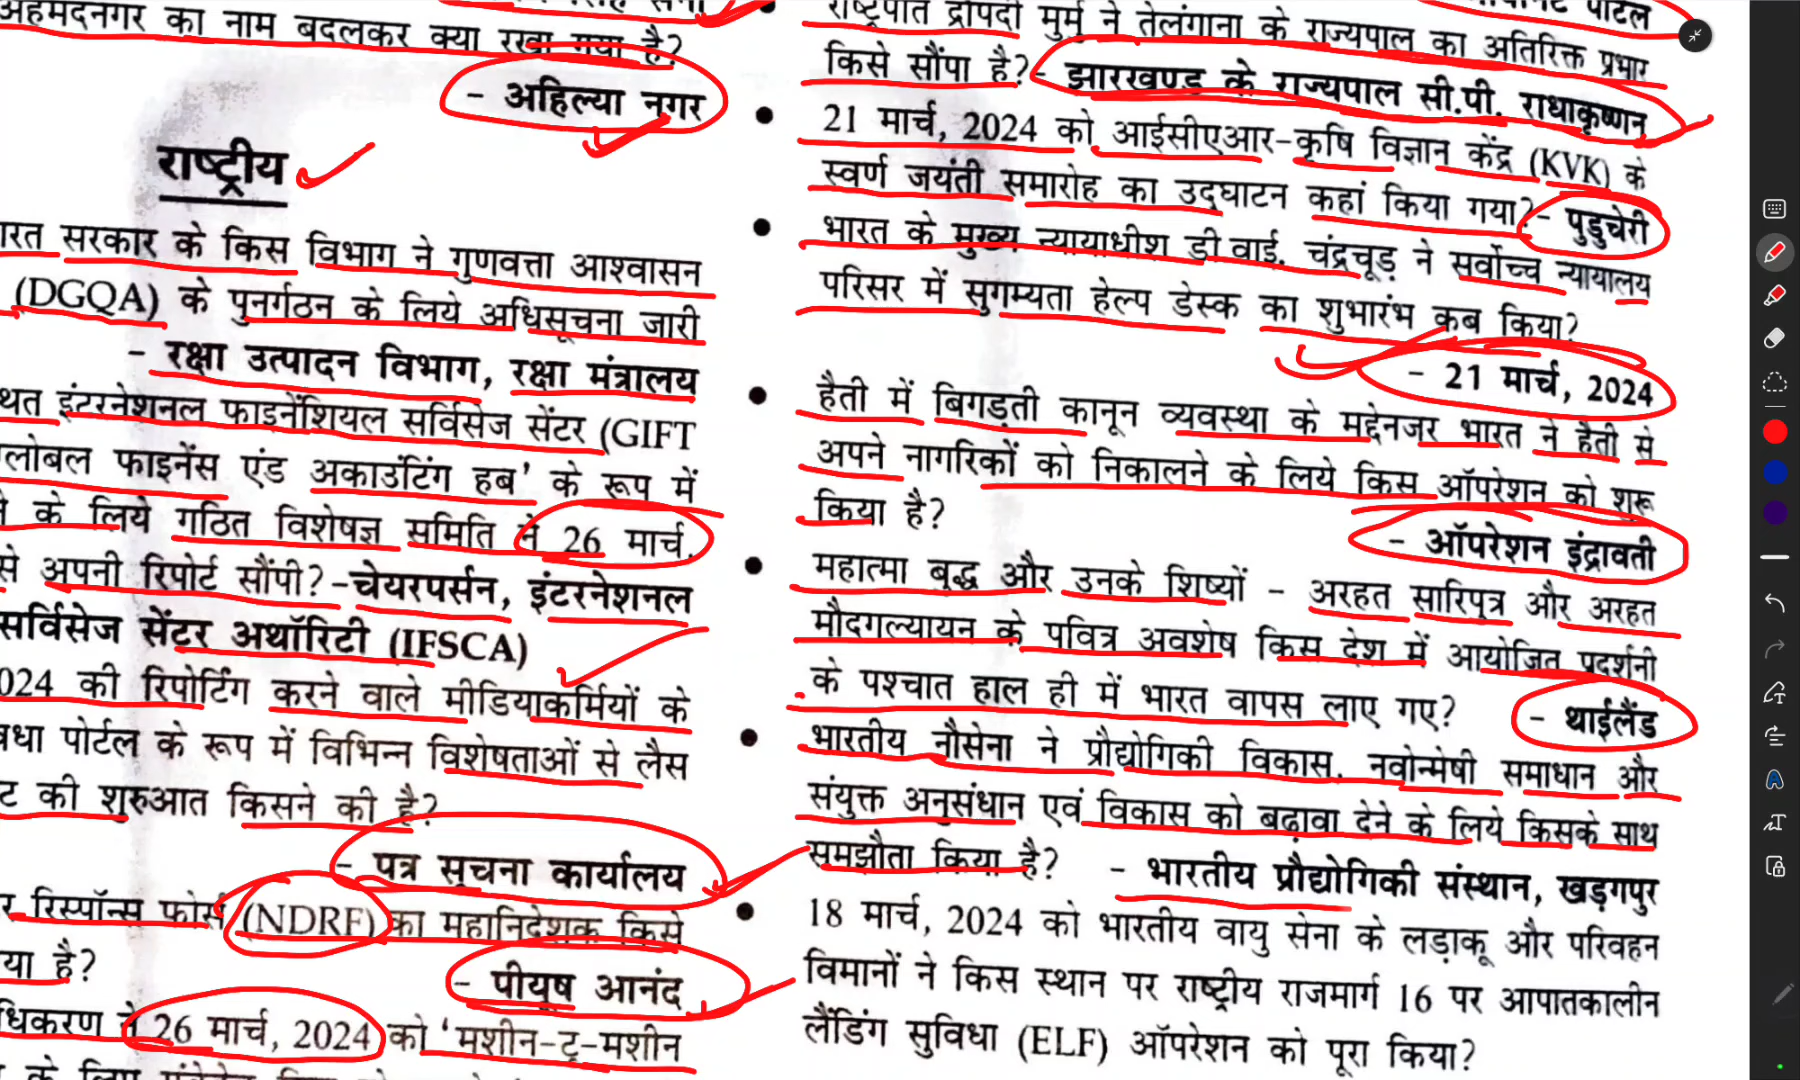 अहमदनगर का नाम बदलकर क्या रखा गया है?
- अहिल्या नगर
राष्ट्रीय
सरकार के किस विभाग ने गुणवत्ता आश्वासन
(DGQA) के पुनर्गठन के लिये अधिसूचना जारी
- रक्षा उत्पादन विभाग, रक्षा मंत्रालय
इंटरनेशनल फाइनेंशियल सर्विसेज सेंटर (GIFT
फाइनेंस एंड अकाउंटिंग हब' के रूप में
के लिये गठित विशेषज्ञ समिति ने 26 मार्च,
से अपनी रिपोर्ट सौंपी? - चेयरपर्सन, इंटरनेशनल
सर्विसेज सेंटर अथॉरिटी (IFSCA)
024 की रिपोर्टिंग करने वाले मीडियाकर्मियों के
पोर्टल के रूप में विभिन्न विशेषताओं से लैस
की शुरुआत किसने की है?
- पत्र सूचना कार्यालय
रिस्पॉन्स फोर्स (NDRF) का महानिदेशक किसे
है?
- पीयूष आनंद
ने 26 मार्च, 2024 को 'मशीन-टू-मशीन
के लिए
पाटिल
राष्ट्रपति द्रौपदी मुर्मु ने तेलंगाना के राज्यपाल का अतिरिक्त प्रभार
किसे सौंपा है? - झारखण्ड के राज्यपाल सी.पी. राधाकृष्णन
• 21 मार्च, 2024 को आईसीएआर-कृषि विज्ञान केंद्र (KVK) के
स्वर्ण जयंती समारोह का उद्घाटन कहां किया गया? - पुडुचेरी
• भारत के मुख्य न्यायाधीश डी वाई. चंद्रचूड़ ने सर्वोच्च न्यायालय
परिसर में सुगम्यता हेल्प डेस्क का शुभारंभ कब किया?
- 21 मार्च, 2024
• हैती में बिगड़ती कानून व्यवस्था के मद्देनजर भारत ने हैती से
अपने नागरिकों को निकालने के लिये किस ऑपरेशन को शुरू
किया है?
- ऑपरेशन इंद्रावती
• महात्मा बुद्ध और उनके शिष्यों - अरहत सारिपुत्र और अरहत
मौदगल्यायन के पवित्र अवशेष किस देश में आयोजित प्रदर्शनी
के पश्चात हाल ही में भारत वापस लाए गए? - थाईलैंड
• भारतीय नौसेना ने प्रौद्योगिकी विकास, नवोन्मेषी समाधान और
संयुक्त अनुसंधान एवं विकास को बढ़ावा देने के लिये किसके साथ
समझौता किया है? - भारतीय प्रौद्योगिकी संस्थान, खड़गपुर
• 18 मार्च, 2024 को भारतीय वायु सेना के लड़ाकू और परिवहन
विमानों ने किस स्थान पर राष्ट्रीय राजमार्ग 16 पर आपातकालीन
लैंडिंग सुविधा (ELF) ऑपरेशन को पूरा किया?